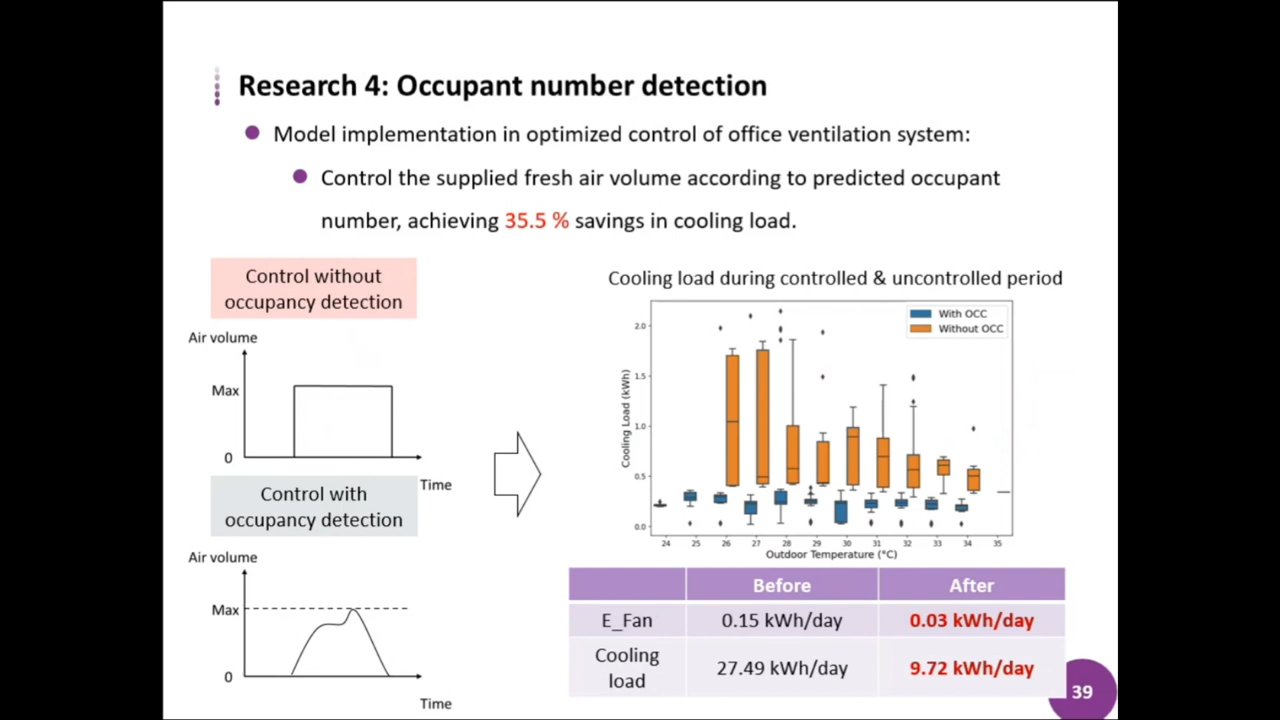 Research 4: Occupant number detection
Model implementation in optimized control of office ventilation system:
Control the supplied fresh air volume according to predicted occupant
number, achieving 35.5 % savings in cooling load.
Control without
occupancy detection
Air volume
Max
0
Time
Control with
occupancy detection
Air volume
Max
0
Time
Cooling load during controlled & uncontrolled period
With OCC
Without OCC
Cooling Load (kWh)
2.0
1.5
1.0
0.5
0.0
24 25 26 27 28 29 30 31 32 33 34 35
Outdoor Temperature (°C)
Before After
E_Fan 0.15 kWh/day 0.03 kWh/day
Cooling
load 27.49 kWh/day 9.72 kWh/day
39